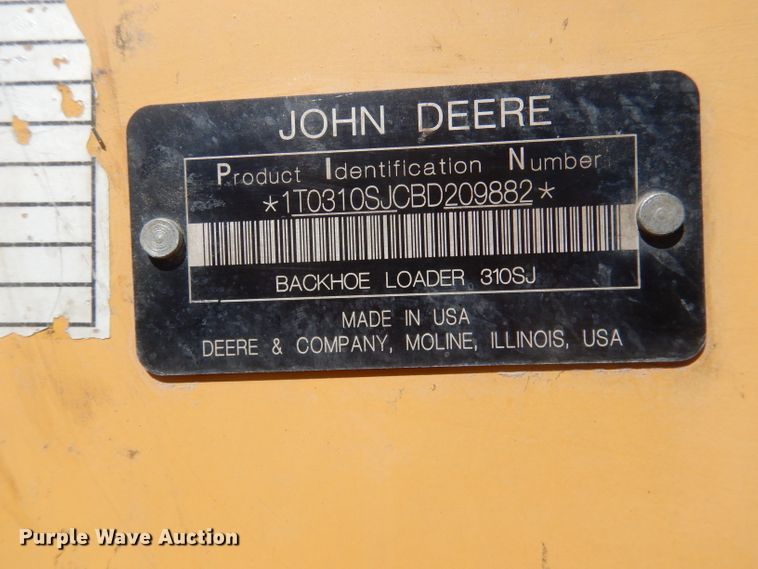 JOHN DEERE
Product Identification Number
*1T0310SJCBD209882*
BACKHOE LOADER 310SJ
MADE IN USA
DEERE & COMPANY, MOLINE, ILLINOIS, USA
Purple Wave Auction